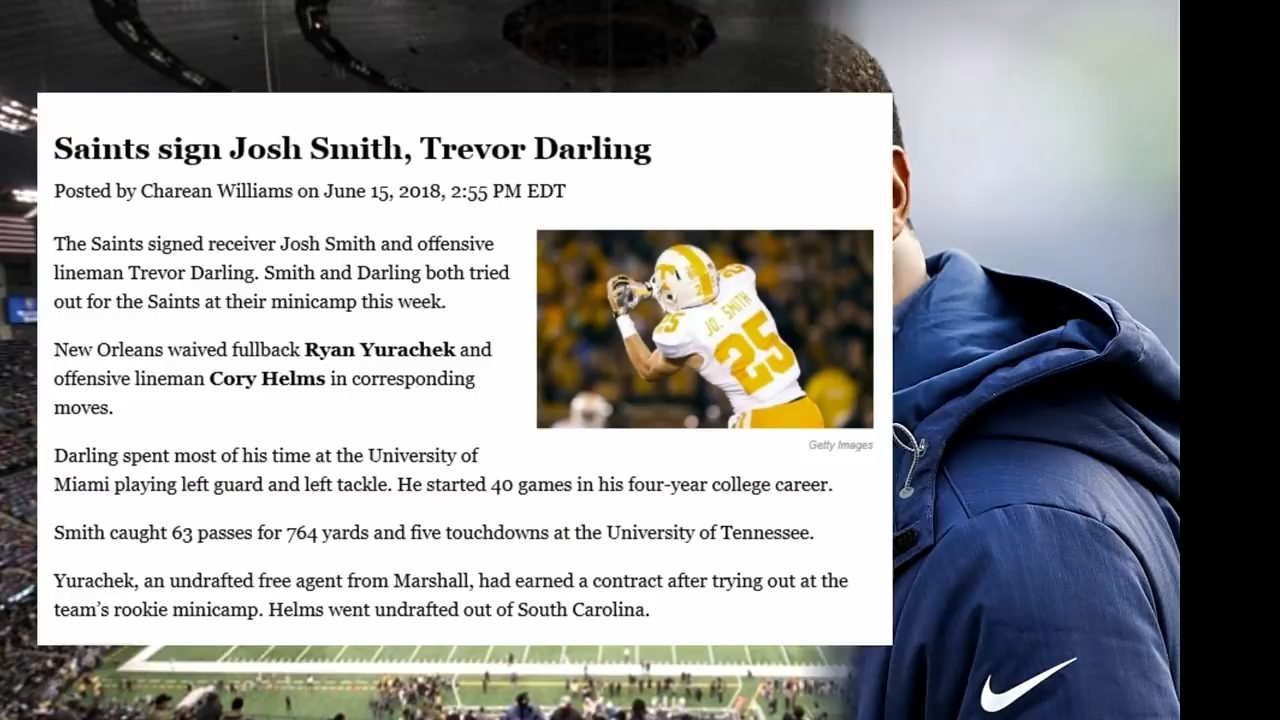 Saints sign Josh Smith, Trevor Darling
Posted by Charean Williams on June 15, 2018, 2:55 PM EDT
The Saints signed receiver Josh Smith and offensive
lineman Trevor Darling. Smith and Darling both tried
out for the Saints at their minicamp this week.
New Orleans waived fullback Ryan Yurachek and
offensive lineman Cory Helms in corresponding
moves.
JO. SMITH
25
25
Getty Images
Darling spent most of his time at the University of
Miami playing left guard and left tackle. He started 40 games in his four-year college career.
Smith caught 63 passes for 764 yards and five touchdowns at the University of Tennessee.
Yurachek, an undrafted free agent from Marshall, had earned a contract after trying out at the
team's rookie minicamp. Helms went undrafted out of South Carolina.